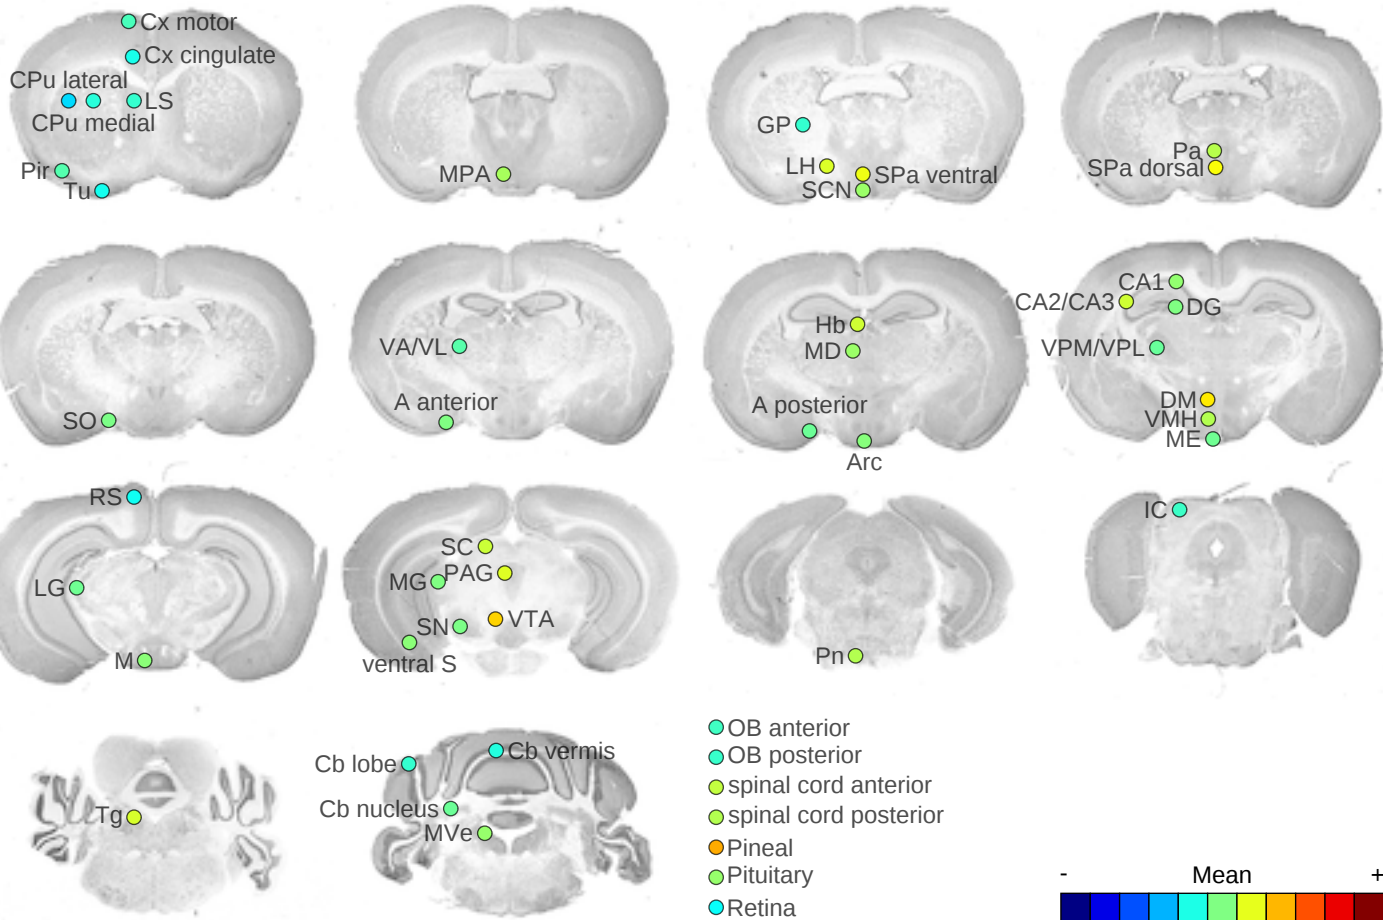 Cx motor
Cx cingulate
CPu lateral
LS
CPu medial
Pir
Tu
MPA
GP
LH
SPa ventral
SCN
Pa
SPa dorsal
SO
VA/VL
A anterior
Hb
MD
A posterior
Arc
CA1
CA2/CA3
DG
VPM/VPL
DM
VMH
ME
RS
LG
M
SC
PAG
MG
VTA
SN
ventral S
Pn
IC
Tg
Cb vermis
Cb lobe
Cb nucleus
MVe
OB anterior
OB posterior
spinal cord anterior
spinal cord posterior
Pineal
Pituitary
Retina
- Mean +